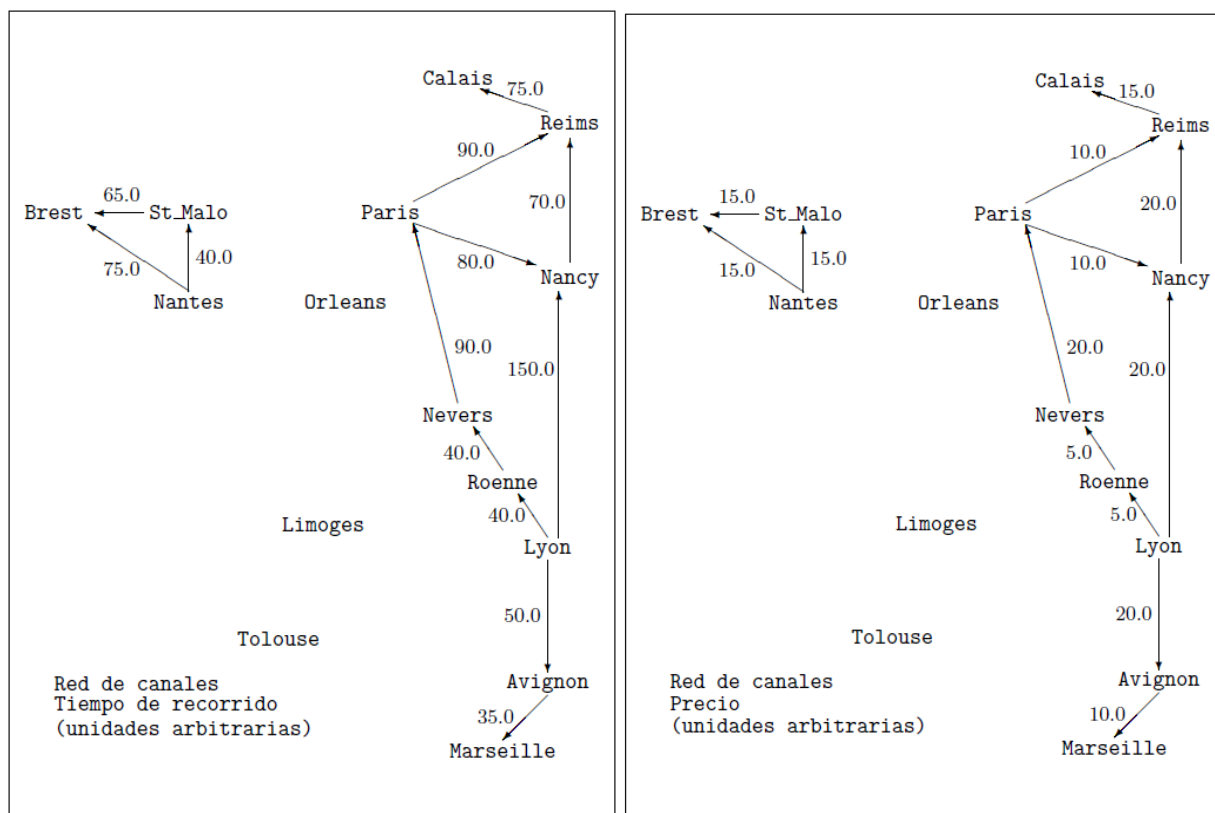 Calais
75.0
Reims
90.0
65.0
70.0
Brest
St_Malo
Paris
75.0
40.0
80.0
Nancy
Nantes
Orleans
90.0
150.0
Nevers
40.0
Roenne
40.0
Limoges
Lyon
50.0
Tolouse
Avignon
Red de canales
Tiempo de recorrido
(unidades arbitrarias)
35.0
Marseille
Calais
15.0
Reims
10.0
15.0
20.0
Brest
St_Malo
Paris
15.0
15.0
10.0
Nancy
Nantes
Orleans
20.0
20.0
Nevers
5.0
Roenne
5.0
Limoges
Lyon
20.0
Tolouse
Avignon
Red de canales
Precio
(unidades arbitrarias)
10.0
Marseille